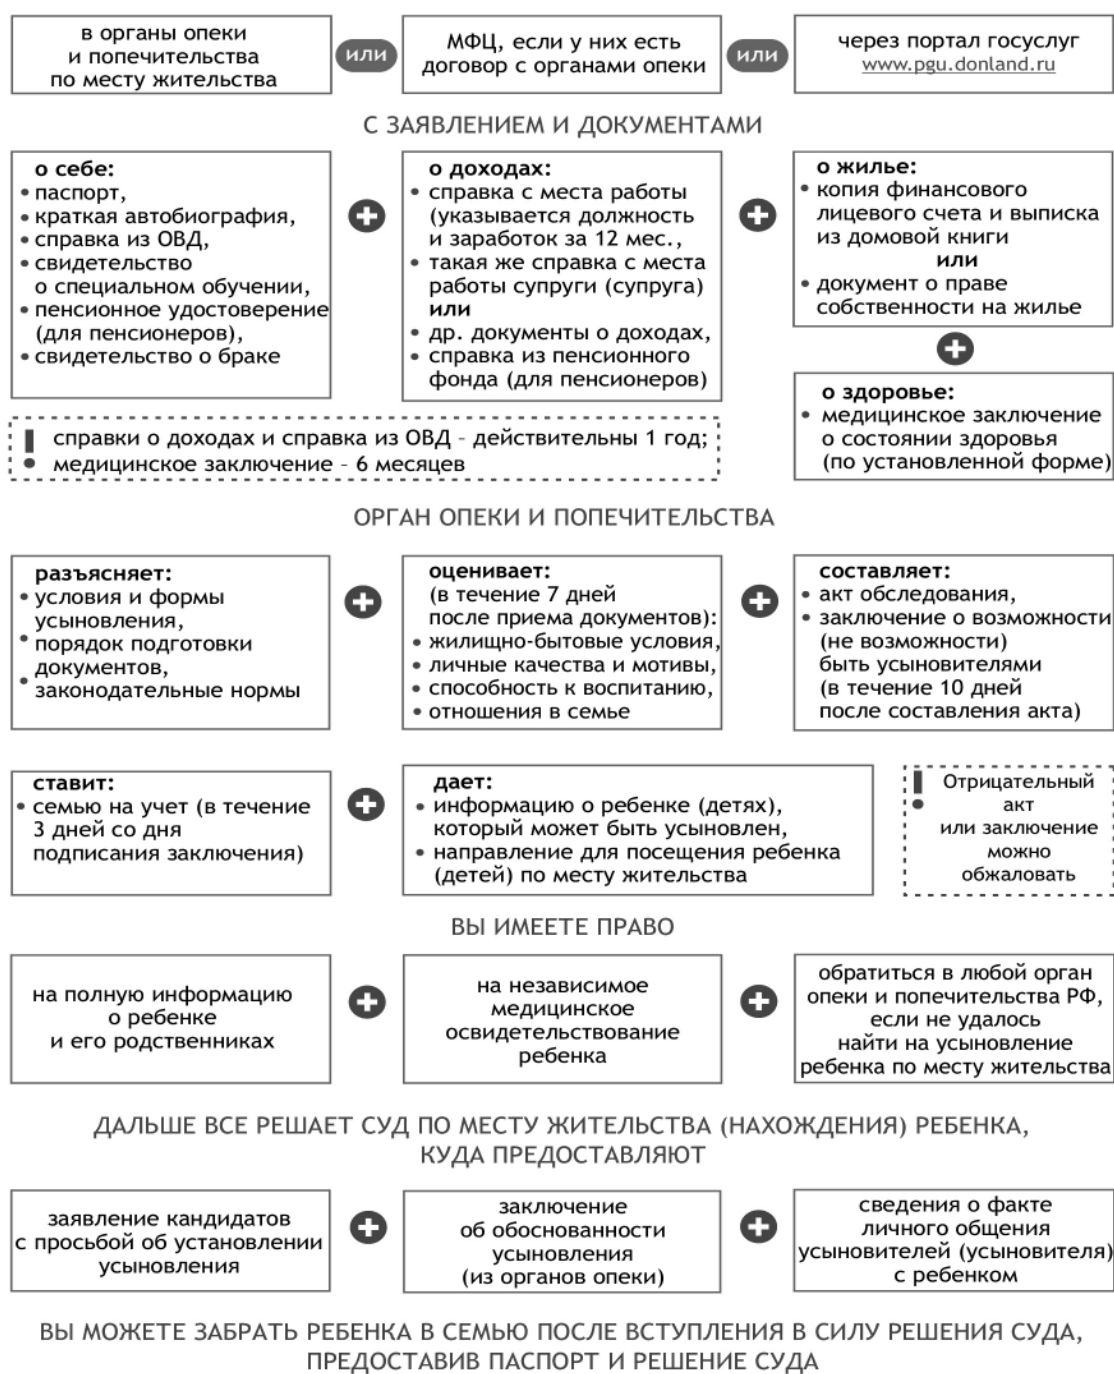 в органы опеки
и попечительства
по месту жительства
или
МФЦ, если у них есть
договор с органами опеки
или
через портал госуслуг
www.pgu.donland.ru
С ЗАЯВЛЕНИЕМ И ДОКУМЕНТАМИ
о себе:
• паспорт,
• краткая автобиография,
• справка из ОВД,
• свидетельство
о специальном обучении,
• пенсионное удостоверение
(для пенсионеров),
• свидетельство о браке
+
о доходах:
• справка с места работы
(указывается должность
и заработок за 12 мес.,
• такая же справка с места
работы супруги (супруга)
или
• др. документы о доходах,
• справка из пенсионного
фонда (для пенсионеров)
+
о жилье:
• копия финансового
лицевого счета и выписка
из домовой книги
или
• документ о праве
собственности на жилье
+
о здоровье:
• медицинское заключение
о состоянии здоровья
(по установленной форме)
! справки о доходах и справка из ОВД – действительны 1 год;
медицинское заключение – 6 месяцев
ОРГАН ОПЕКИ И ПОПЕЧИТЕЛЬСТВА
разъясняет:
• условия и формы
усыновления,
• порядок подготовки
документов,
• законодательные нормы
+
оценивает:
(в течение 7 дней
после приема документов):
• жилищно-бытовые условия,
• личные качества и мотивы,
• способность к воспитанию,
• отношения в семье
+
составляет:
• акт обследования,
• заключение о возможности
(не возможности)
быть усыновителями
(в течение 10 дней
после составления акта)
ставит:
• семью на учет (в течение
3 дней со дня
подписания заключения)
+
дает:
• информацию о ребенке (детях),
который может быть усыновлен,
• направление для посещения ребенка
(детей) по месту жительства
! Отрицательный
акт
или заключение
можно
обжаловать
ВЫ ИМЕЕТЕ ПРАВО
на полную информацию
о ребенке
и его родственниках
+
на независимое
медицинское
освидетельствование
ребенка
+
обратиться в любой орган
опеки и попечительства РФ,
если не удалось
найти на усыновление
ребенка по месту жительства
ДАЛЬШЕ ВСЕ РЕШАЕТ СУД ПО МЕСТУ ЖИТЕЛЬСТВА (НАХОЖДЕНИЯ) РЕБЕНКА,
КУДА ПРЕДОСТАВЛЯЮТ
заявление кандидатов
с просьбой об установлении
усыновления
+
заключение
об обоснованности
усыновления
(из органов опеки)
+
сведения о факте
личного общения
усыновителей (усыновителя)
с ребенком
ВЫ МОЖЕТЕ ЗАБРАТЬ РЕБЕНКА В СЕМЬЮ ПОСЛЕ ВСТУПЛЕНИЯ В СИЛУ РЕШЕНИЯ СУДА,
ПРЕДОСТАВИВ ПАСПОРТ И РЕШЕНИЕ СУДА